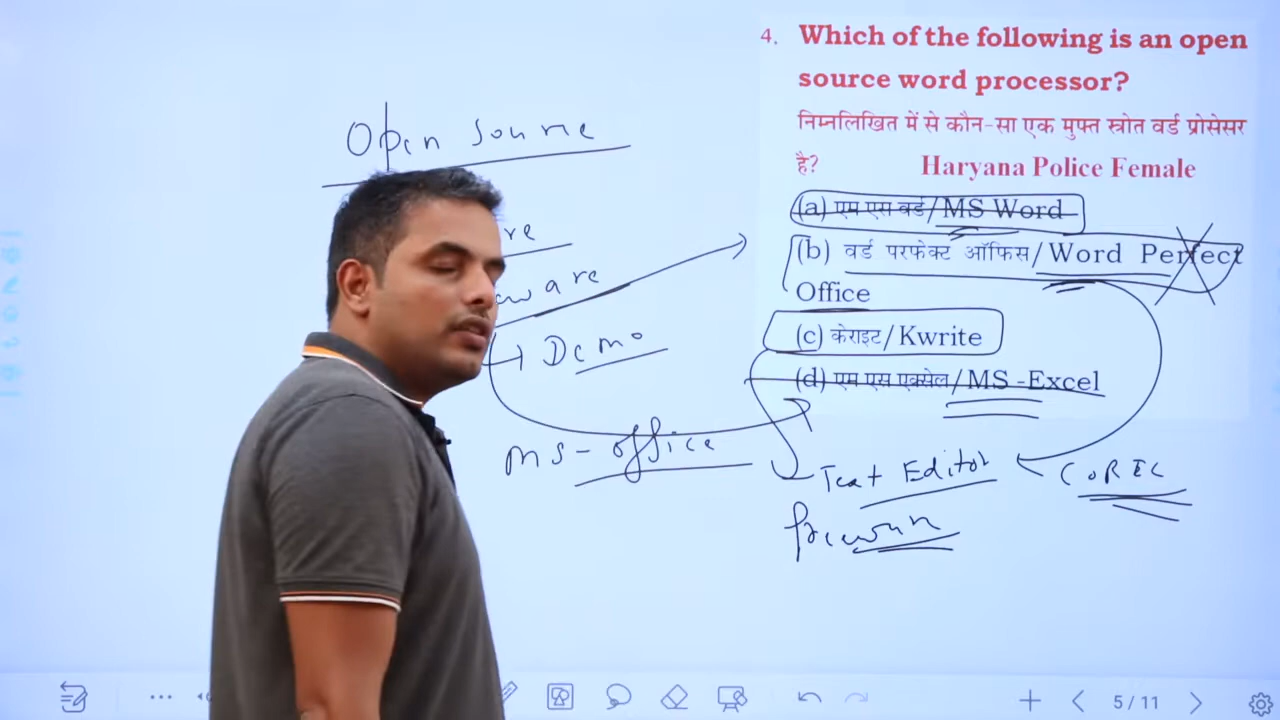 4. Which of the following is an open
source word processor?
निम्नलिखित में से कौन-सा एक मुफ्त स्त्रोत वर्ड प्रोसेसर
है? Haryana Police Female
(a) एम एस वर्ड/MS Word
(b) वर्ड परफेक्ट ऑफिस/Word Perfect
Office
(c) केराइट/Kwrite
(d) एम एस एक्सेल/MS -Excel
Open Source
re
ware
Demo
MS-office
Text Editor
COREL
5/11